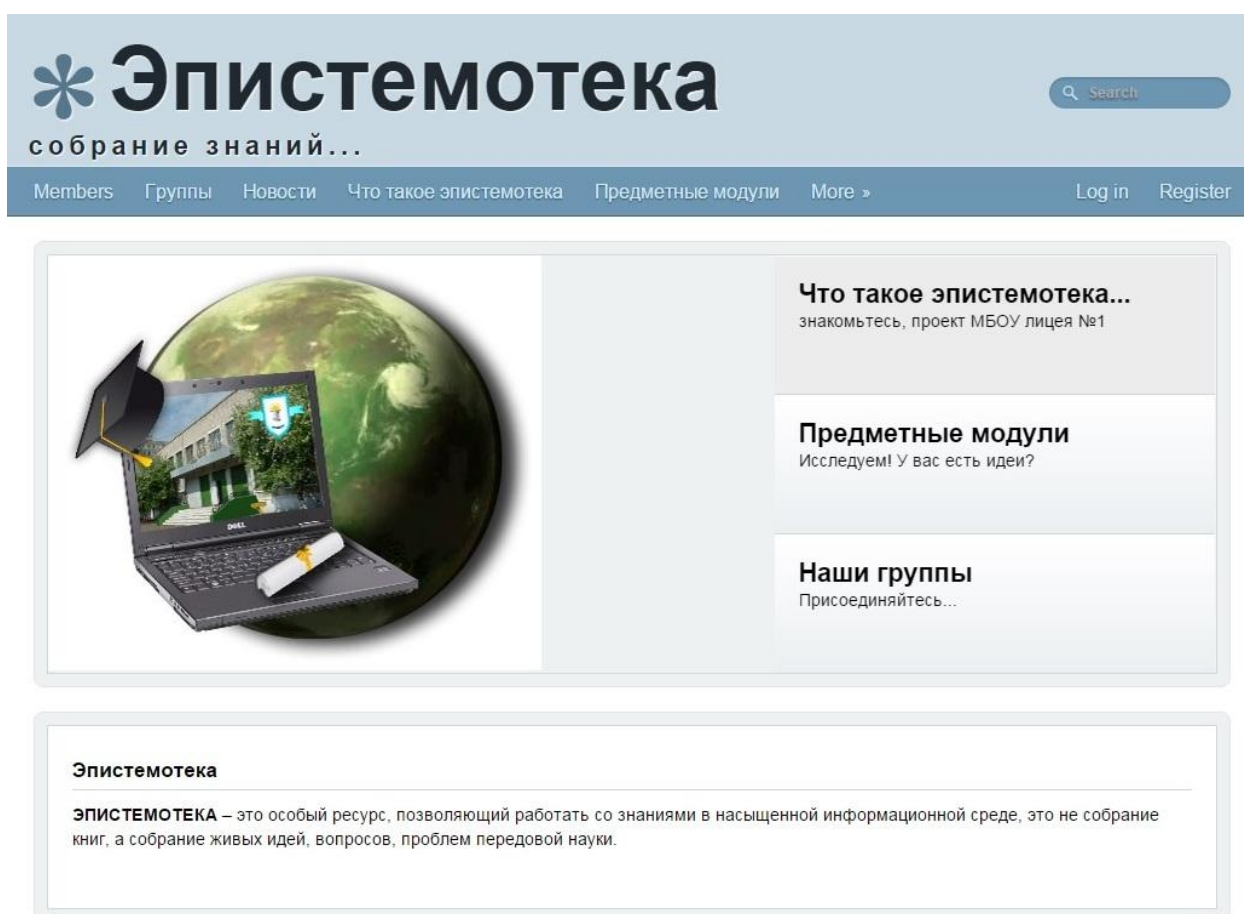 Эпистемотека
Search
собрание знаний...
Members Группы Новости Что такое эпистемотека Предметные модули More » Log in Register
Что такое эпистемотека...
знакомьтесь, проект МБОУ лицея №1
Предметные модули
Исследуем! У вас есть идеи?
Наши группы
Присоединяйтесь...
DELL
Эпистемотека
ЭПИСТЕМОТЕКА – это особый ресурс, позволяющий работать со знаниями в насыщенной информационной среде, это не собрание
книг, а собрание живых идей, вопросов, проблем передовой науки.